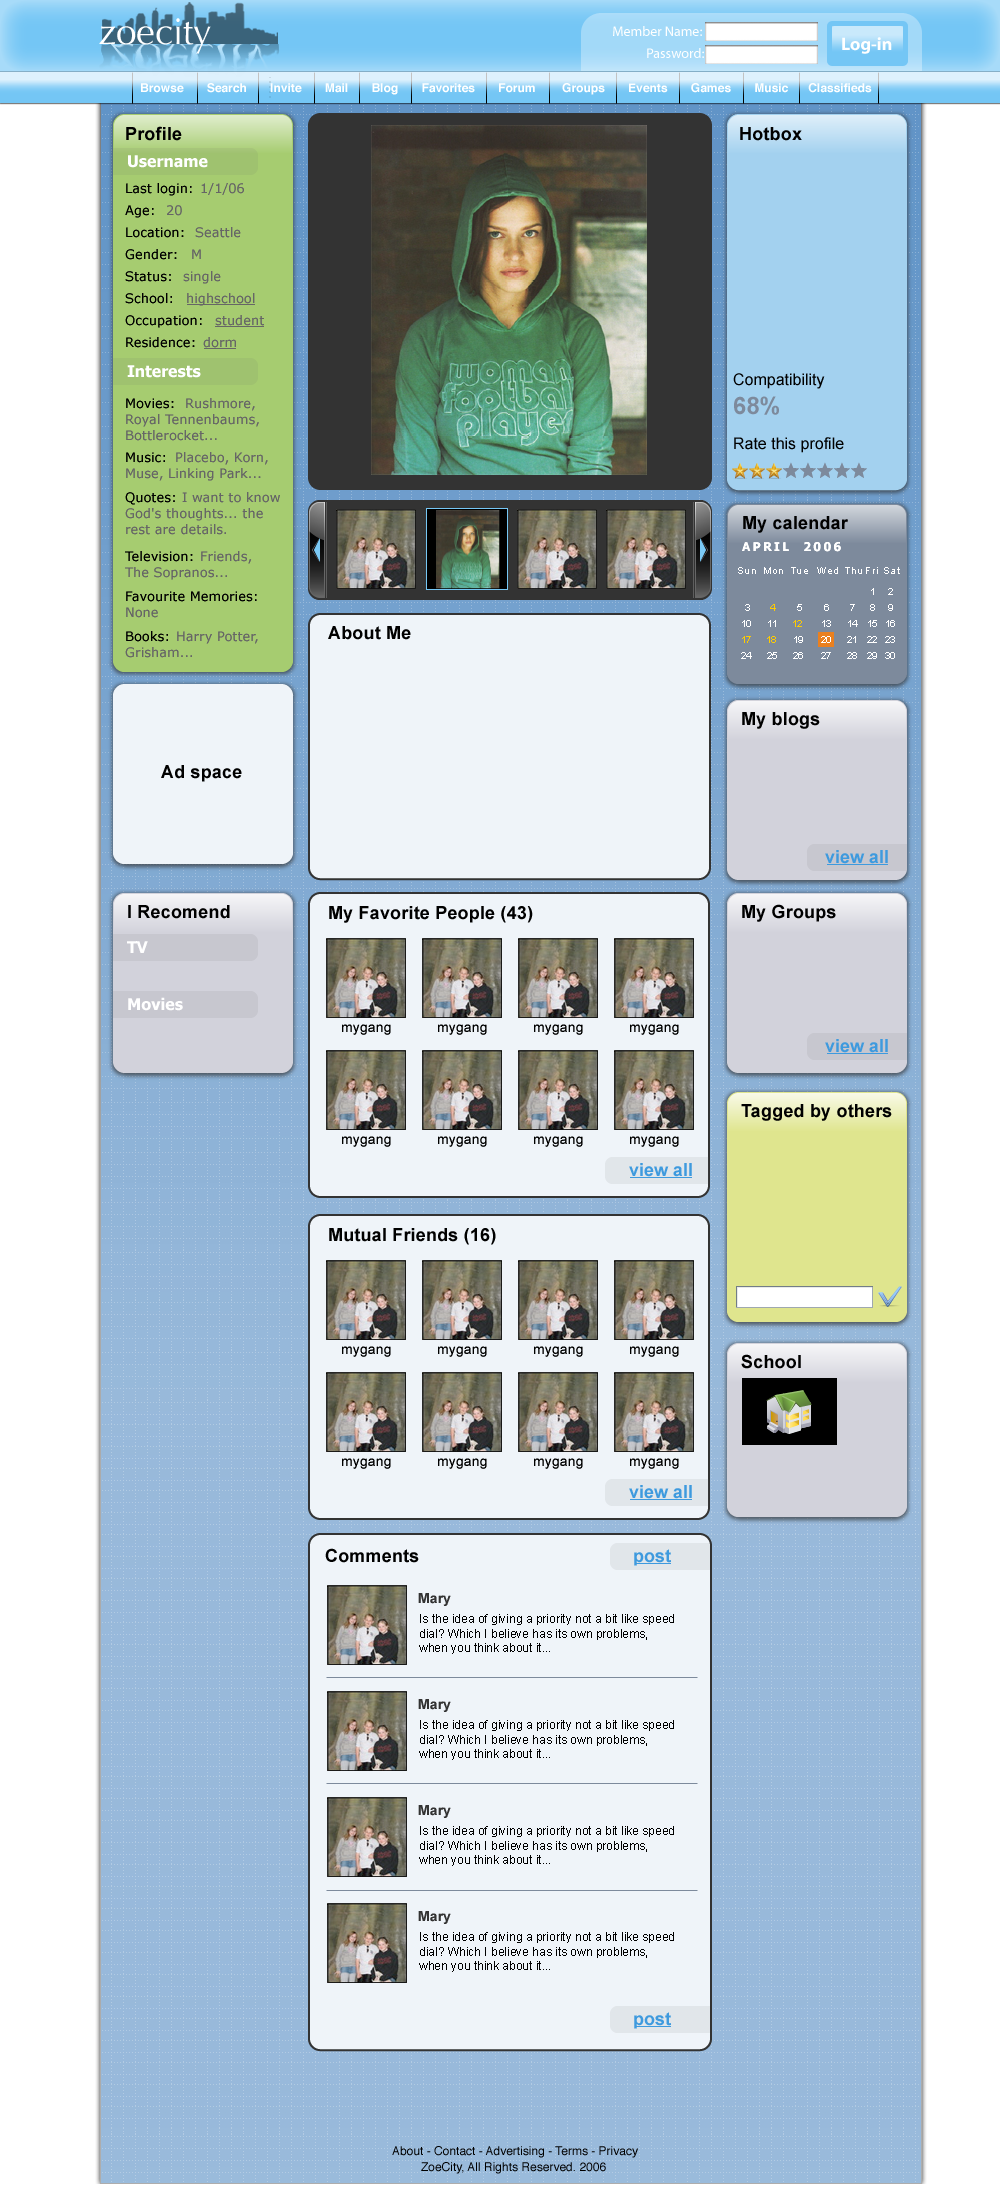 zoecity
Member Name:
Password:
Log-in
Browse Search Invite Mail Blog Favorites Forum Groups Events Games Music Classifieds
Profile
Username
Last login: 1/1/06
Age: 20
Location: Seattle
Gender: M
Status: single
School: highschool
Occupation: student
Residence: dorm
Interests
Movies: Rushmore,
Royal Tennenbaums,
Bottlerocket...
Music: Placebo, Korn,
Muse, Linking Park...
Quotes: I want to know
God's thoughts... the
rest are details.
Television: Friends,
The Sopranos...
Favourite Memories:
None
Books: Harry Potter,
Grisham...
Ad space
I Recomend
TV
Movies
woman
football
player
About Me
My Favorite People (43)
mygang mygang mygang mygang
mygang mygang mygang mygang
view all
Mutual Friends (16)
mygang mygang mygang mygang
mygang mygang mygang mygang
view all
Comments
post
Mary
Is the idea of giving a priority not a bit like speed
dial? Which I believe has its own problems,
when you think about it...
Mary
Is the idea of giving a priority not a bit like speed
dial? Which I believe has its own problems,
when you think about it...
Mary
Is the idea of giving a priority not a bit like speed
dial? Which I believe has its own problems,
when you think about it...
Mary
Is the idea of giving a priority not a bit like speed
dial? Which I believe has its own problems,
when you think about it...
post
Hotbox
Compatibility
68%
Rate this profile
My calendar
APRIL 2006
Sun Mon Tue Wed Thu Fri Sat
1 2
3 4 5 6 7 8 9
10 11 12 13 14 15 16
17 18 19 20 21 22 23
24 25 26 27 28 29 30
My blogs
view all
My Groups
view all
Tagged by others
School
About - Contact - Advertising - Terms - Privacy
ZoeCity, All Rights Reserved. 2006